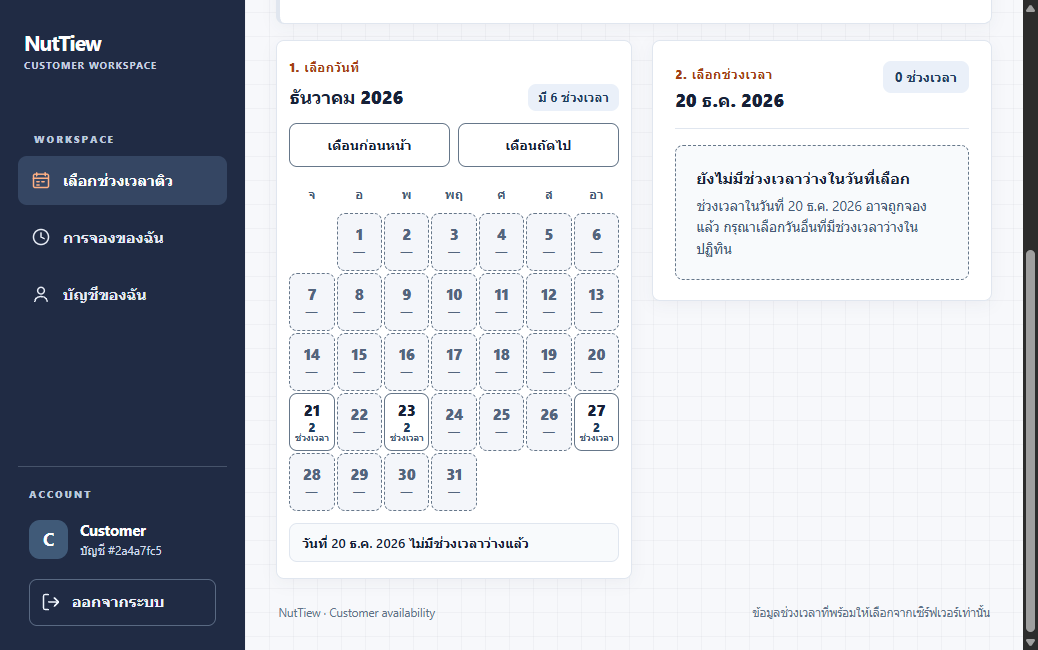 NutTiew
CUSTOMER WORKSPACE
WORKSPACE
เลือกช่วงเวลาติว
การจองของฉัน
บัญชีของฉัน
ACCOUNT
C
Customer
บัญชี #2a4a7fc5
ออกจากระบบ
1. เลือกวันที่
ธันวาคม 2026
มี 6 ช่วงเวลา
เดือนก่อนหน้า
เดือนถัดไป
จ อ พ พฤ ศ ส อา
1 2 3 4 5 6
— — — — — —
7 8 9 10 11 12 13
— — — — — — —
14 15 16 17 18 19 20
— — — — — — —
21 22 23 24 25 26 27
2 — 2 — — — 2
ช่วงเวลา ช่วงเวลา ช่วงเวลา
28 29 30 31
— — — —
วันที่ 20 ธ.ค. 2026 ไม่มีช่วงเวลาว่างแล้ว
2. เลือกช่วงเวลา
20 ธ.ค. 2026
0 ช่วงเวลา
ยังไม่มีช่วงเวลาว่างในวันที่เลือก
ช่วงเวลาในวันที่ 20 ธ.ค. 2026 อาจถูกจอง
แล้ว กรุณาเลือกวันอื่นที่มีช่วงเวลาว่างใน
ปฏิทิน
NutTiew · Customer availability
ข้อมูลช่วงเวลาที่พร้อมให้เลือกจากเซิร์ฟเวอร์เท่านั้น